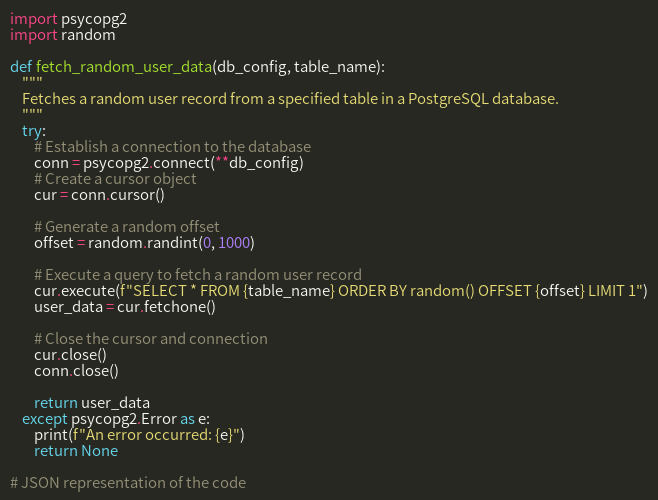 import psycopg2
import random

def fetch_random_user_data(db_config, table_name):
    """
    Fetches a random user record from a specified table in a PostgreSQL database.
    """
    try:
        # Establish a connection to the database
        conn = psycopg2.connect(**db_config)
        # Create a cursor object
        cur = conn.cursor()

        # Generate a random offset
        offset = random.randint(0, 1000)

        # Execute a query to fetch a random user record
        cur.execute(f"SELECT * FROM {table_name} ORDER BY random() OFFSET {offset} LIMIT 1")
        user_data = cur.fetchone()

        # Close the cursor and connection
        cur.close()
        conn.close()

        return user_data
    except psycopg2.Error as e:
        print(f"An error occurred: {e}")
        return None

# JSON representation of the code